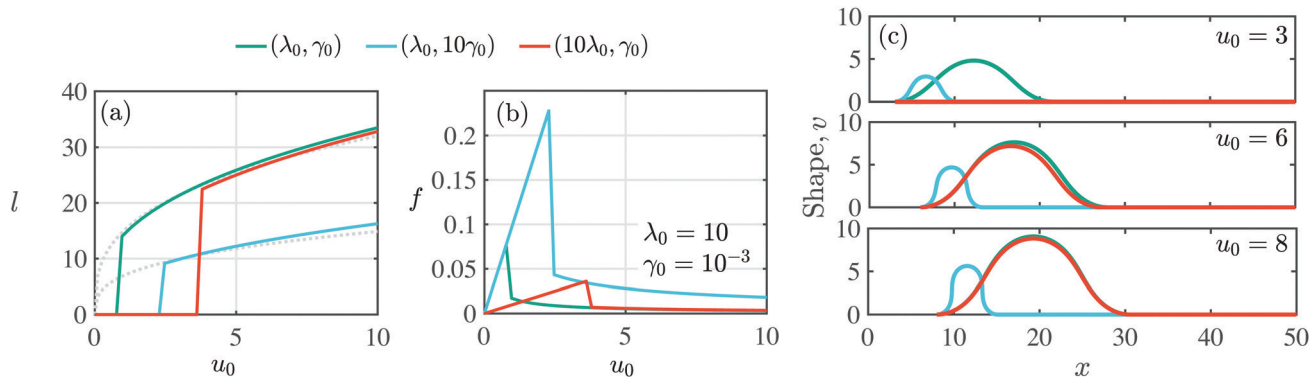 (λ₀, γ₀) (λ₀, 10γ₀) (10λ₀, γ₀)
(a)
40
30
20
10
0
l
0 5 10
u₀
(b)
0.2
0.15
0.1
0.05
0
f
λ₀ = 10
γ₀ = 10⁻³
0 5 10
u₀
(c)
Shape, v
10
5
0
u₀ = 3
10
5
0
u₀ = 6
10
5
0
u₀ = 8
0 10 20 30 40 50
x